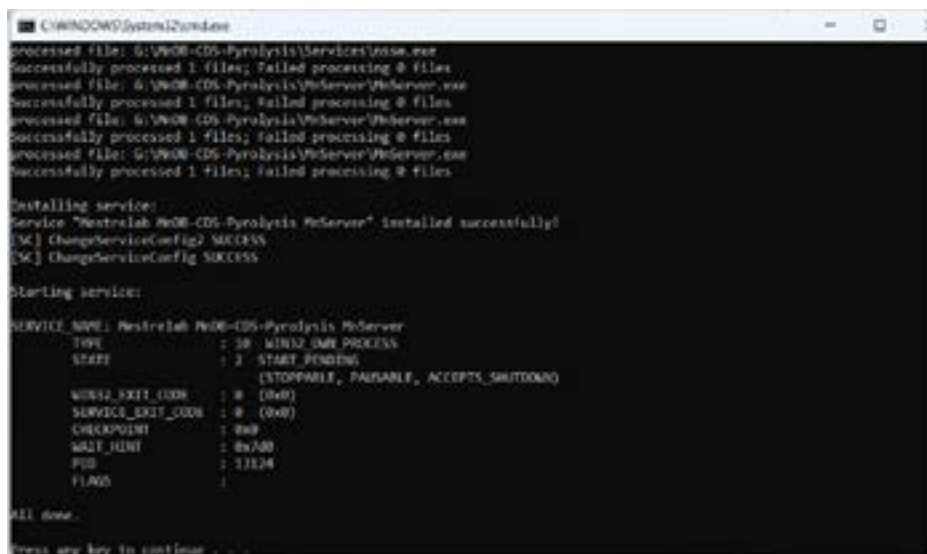 C:\WINDOWS\System32\cmd.exe
processed file: G:\MnDB-CDS-Pyrolysis\Services\nssm.exe
Successfully processed 1 files; Failed processing 0 files
processed file: G:\MnDB-CDS-Pyrolysis\MnServer\MnServer.exe
Successfully processed 1 files; Failed processing 0 files
processed file: G:\MnDB-CDS-Pyrolysis\MnServer\MnServer.exe
Successfully processed 1 files; Failed processing 0 files
processed file: G:\MnDB-CDS-Pyrolysis\MnServer\MnServer.exe
Successfully processed 1 files; Failed processing 0 files
Installing service:
Service "Mestrelab MnDB-CDS-Pyrolysis MnServer" installed successfully!
[SC] ChangeServiceConfig2 SUCCESS
[SC] ChangeServiceConfig SUCCESS
Starting service:
SERVICE_NAME: Mestrelab MnDB-CDS-Pyrolysis MnServer
TYPE : 10 WIN32_OWN_PROCESS
STATE : 2 START_PENDING
(STOPPABLE, PAUSABLE, ACCEPTS_SHUTDOWN)
WIN32_EXIT_CODE : 0 (0x0)
SERVICE_EXIT_CODE : 0 (0x0)
CHECKPOINT : 0x0
WAIT_HINT : 0x7d0
PID : 13124
FLAGS :
All done.
Press any key to continue . . .